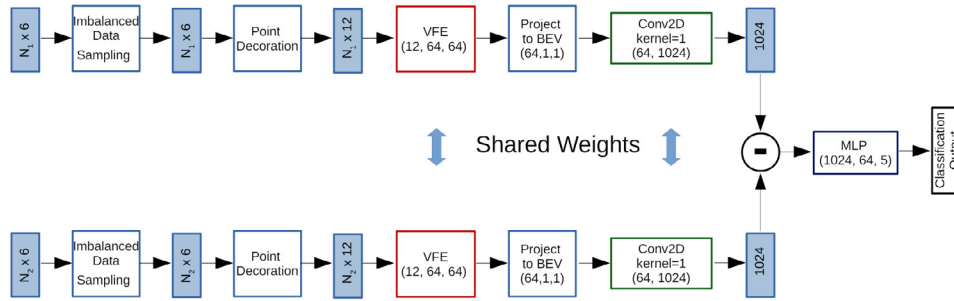 N₁ x 6
Imbalanced
Data
Sampling
N₁ x 6
Point
Decoration
N₁ x 12
VFE
(12, 64, 64)
Project
to BEV
(64,1,1)
Conv2D
kernel=1
(64, 1024)
1024
Shared Weights
-
MLP
(1024, 64, 5)
Classification
Output
N₂ x 6
Imbalanced
Data
Sampling
N₂ x 6
Point
Decoration
N₂ x 12
VFE
(12, 64, 64)
Project
to BEV
(64,1,1)
Conv2D
kernel=1
(64, 1024)
1024